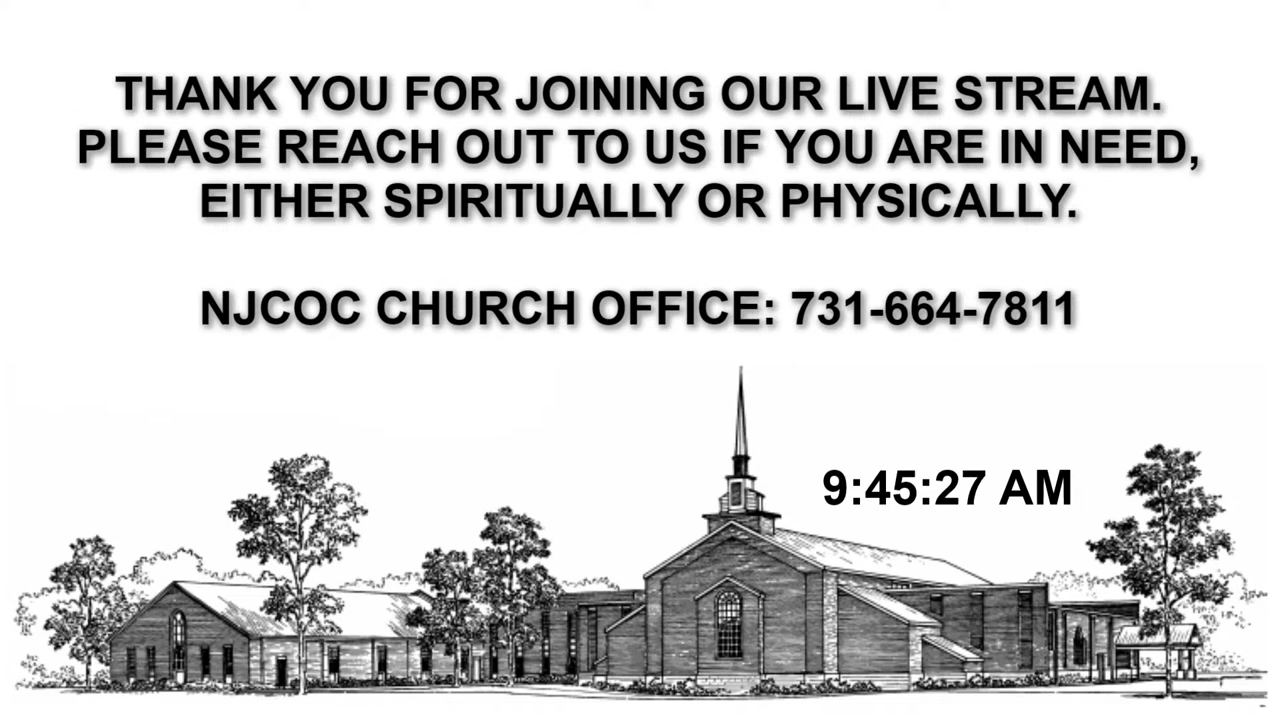 THANK YOU FOR JOINING OUR LIVE STREAM.
PLEASE REACH OUT TO US IF YOU ARE IN NEED,
EITHER SPIRITUALLY OR PHYSICALLY.
NJCOC CHURCH OFFICE: 731-664-7811
9:45:27 AM